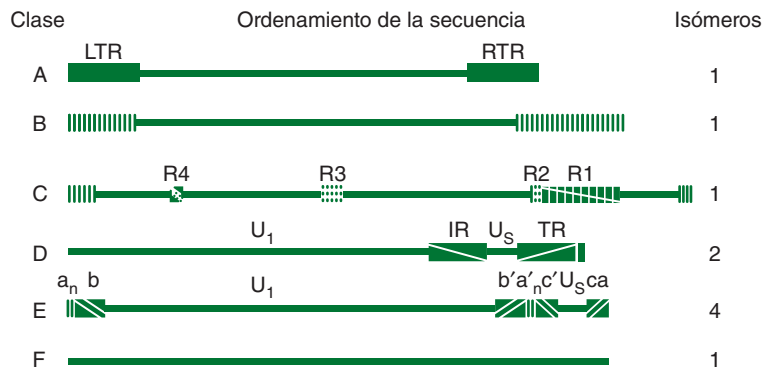 Clase Ordenamiento de la secuencia Isómeros
LTR RTR
A 1
B 1
R4 R3 R2 R1
C 1
U1 IR US TR
D 2
an b U1 b′a′nc′USca
E 4
F 1